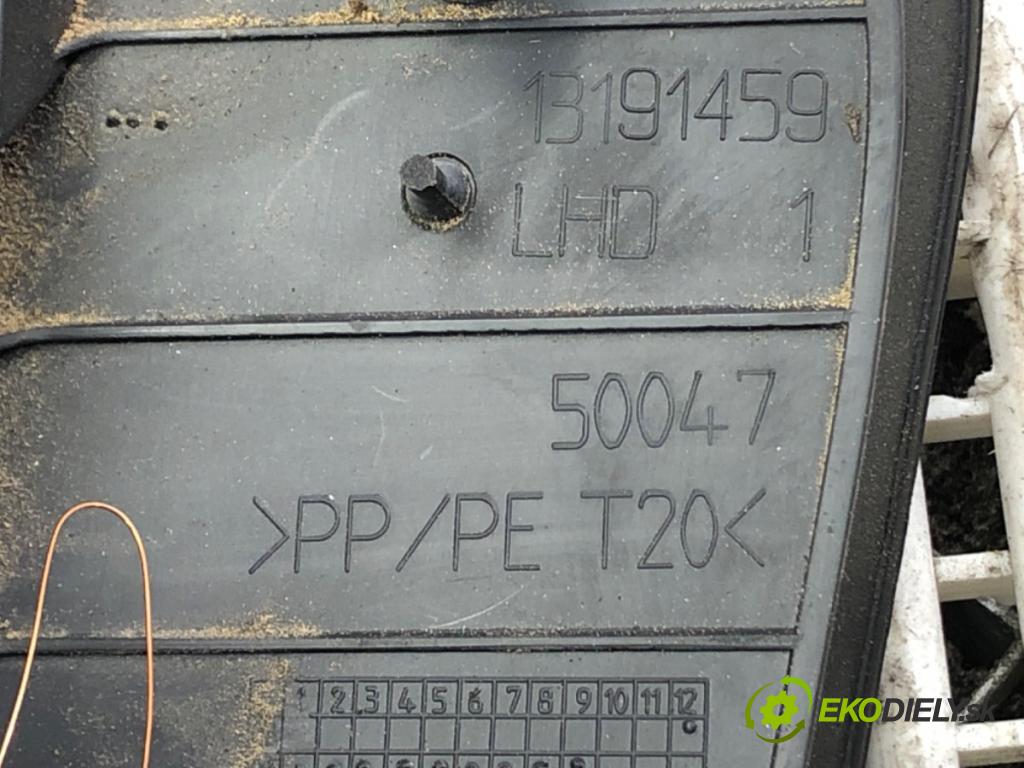 13191459
LHD 1
50047
>PP/PE T20<
1 2 3 4 5 6 7 8 9 10 11 12
EKODIELY.SK